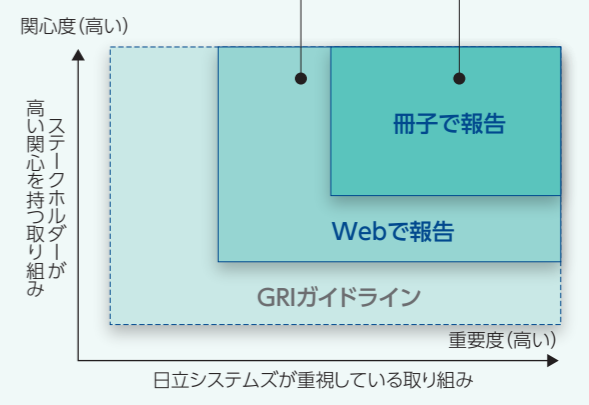 関心度(高い)
ステークホルダーが
高い関心を持つ取り組み
冊子で報告
Webで報告
GRIガイドライン
重要度(高い)
日立システムズが重視している取り組み